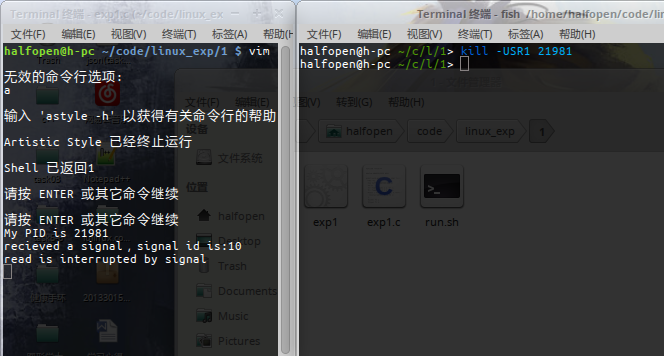 Terminal 终端 - exp1.c (~/code/linux_ex
文件(F) 编辑(E) 视图(V) 终端(T) 标签(A) 帮助(H)
halfopen@h-pc ~/code/linux_exp/1 $ vim
无效的命令行选项:
a
输入 'astyle -h' 以获得有关命令行的帮助
Artistic Style 已经终止运行
Shell 已返回1
请按 ENTER 或其它命令继续
请按 ENTER 或其它命令继续
My PID is 21981
recieved a signal, signal id is:10
read is interrupted by signal
Trash
Notepad++
20133015...
Terminal 终端 - fish /home/halfopen/code/lin
文件(F) 编辑(E) 视图(V) 终端(T) 标签(A) 帮助(H)
halfopen@h-pc ~/c/l/1> kill -USR1 21981
halfopen@h-pc ~/c/l/1>
文件(F) 编辑(E)
转到(G) 帮助(H)
halfopen
code
linux_exp
1
设备
文件系统
位置
halfopen
Desktop
Trash
Documents
Music
Pictures
exp1
exp1.c
run.sh